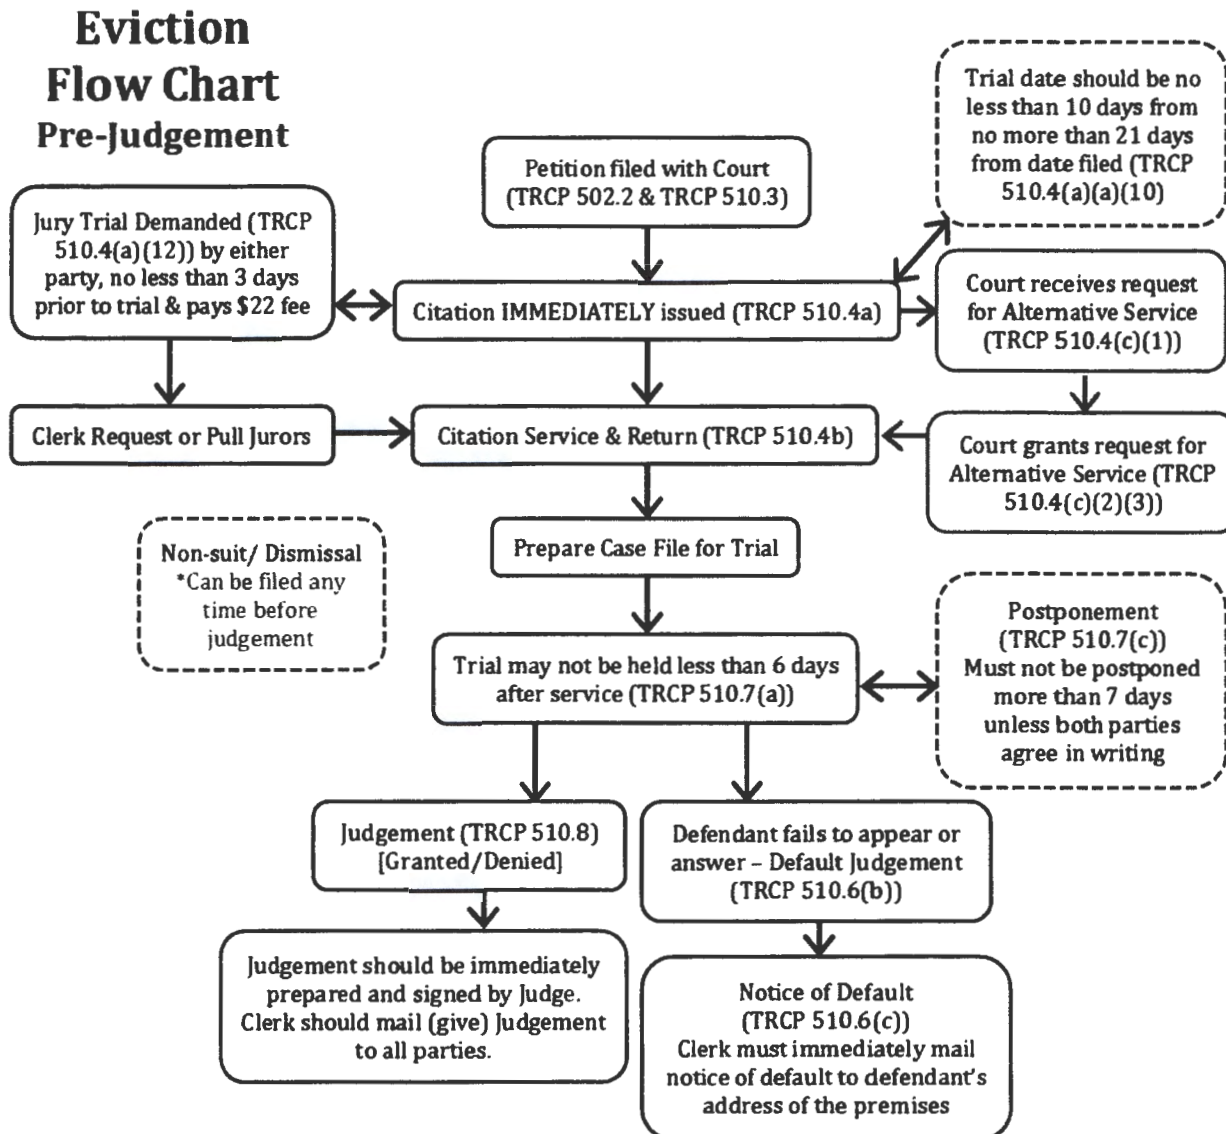 Eviction
Flow Chart
Pre-Judgement
Trial date should be no
less than 10 days from
no more than 21 days
from date filed (TRCP
510.4(a)(a)(10)
Petition filed with Court
(TRCP 502.2 & TRCP 510.3)
Jury Trial Demanded (TRCP
510.4(a)(12)) by either
party, no less than 3 days
prior to trial & pays $22 fee
Citation IMMEDIATELY issued (TRCP 510.4a)
Court receives request
for Alternative Service
(TRCP 510.4(c)(1))
Clerk Request or Pull Jurors
Citation Service & Return (TRCP 510.4b)
Court grants request for
Alternative Service (TRCP
510.4(c)(2)(3))
Non-suit/ Dismissal
*Can be filed any
time before
judgement
Prepare Case File for Trial
Trial may not be held less than 6 days
after service (TRCP 510.7(a))
Postponement
(TRCP 510.7(c))
Must not be postponed
more than 7 days
unless both parties
agree in writing
Judgement (TRCP 510.8)
[Granted/Denied]
Defendant fails to appear or
answer – Default Judgement
(TRCP 510.6(b))
Judgement should be immediately
prepared and signed by Judge.
Clerk should mail (give) Judgement
to all parties.
Notice of Default
(TRCP 510.6(c))
Clerk must immediately mail
notice of default to defendant's
address of the premises